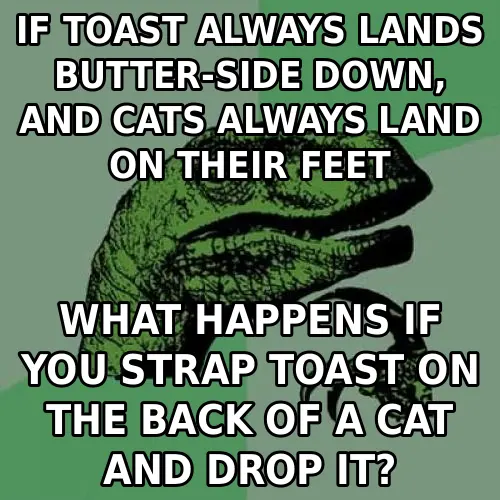 IF TOAST ALWAYS LANDS
BUTTER-SIDE DOWN,
AND CATS ALWAYS LAND
ON THEIR FEET
WHAT HAPPENS IF
YOU STRAP TOAST ON
THE BACK OF A CAT
AND DROP IT?